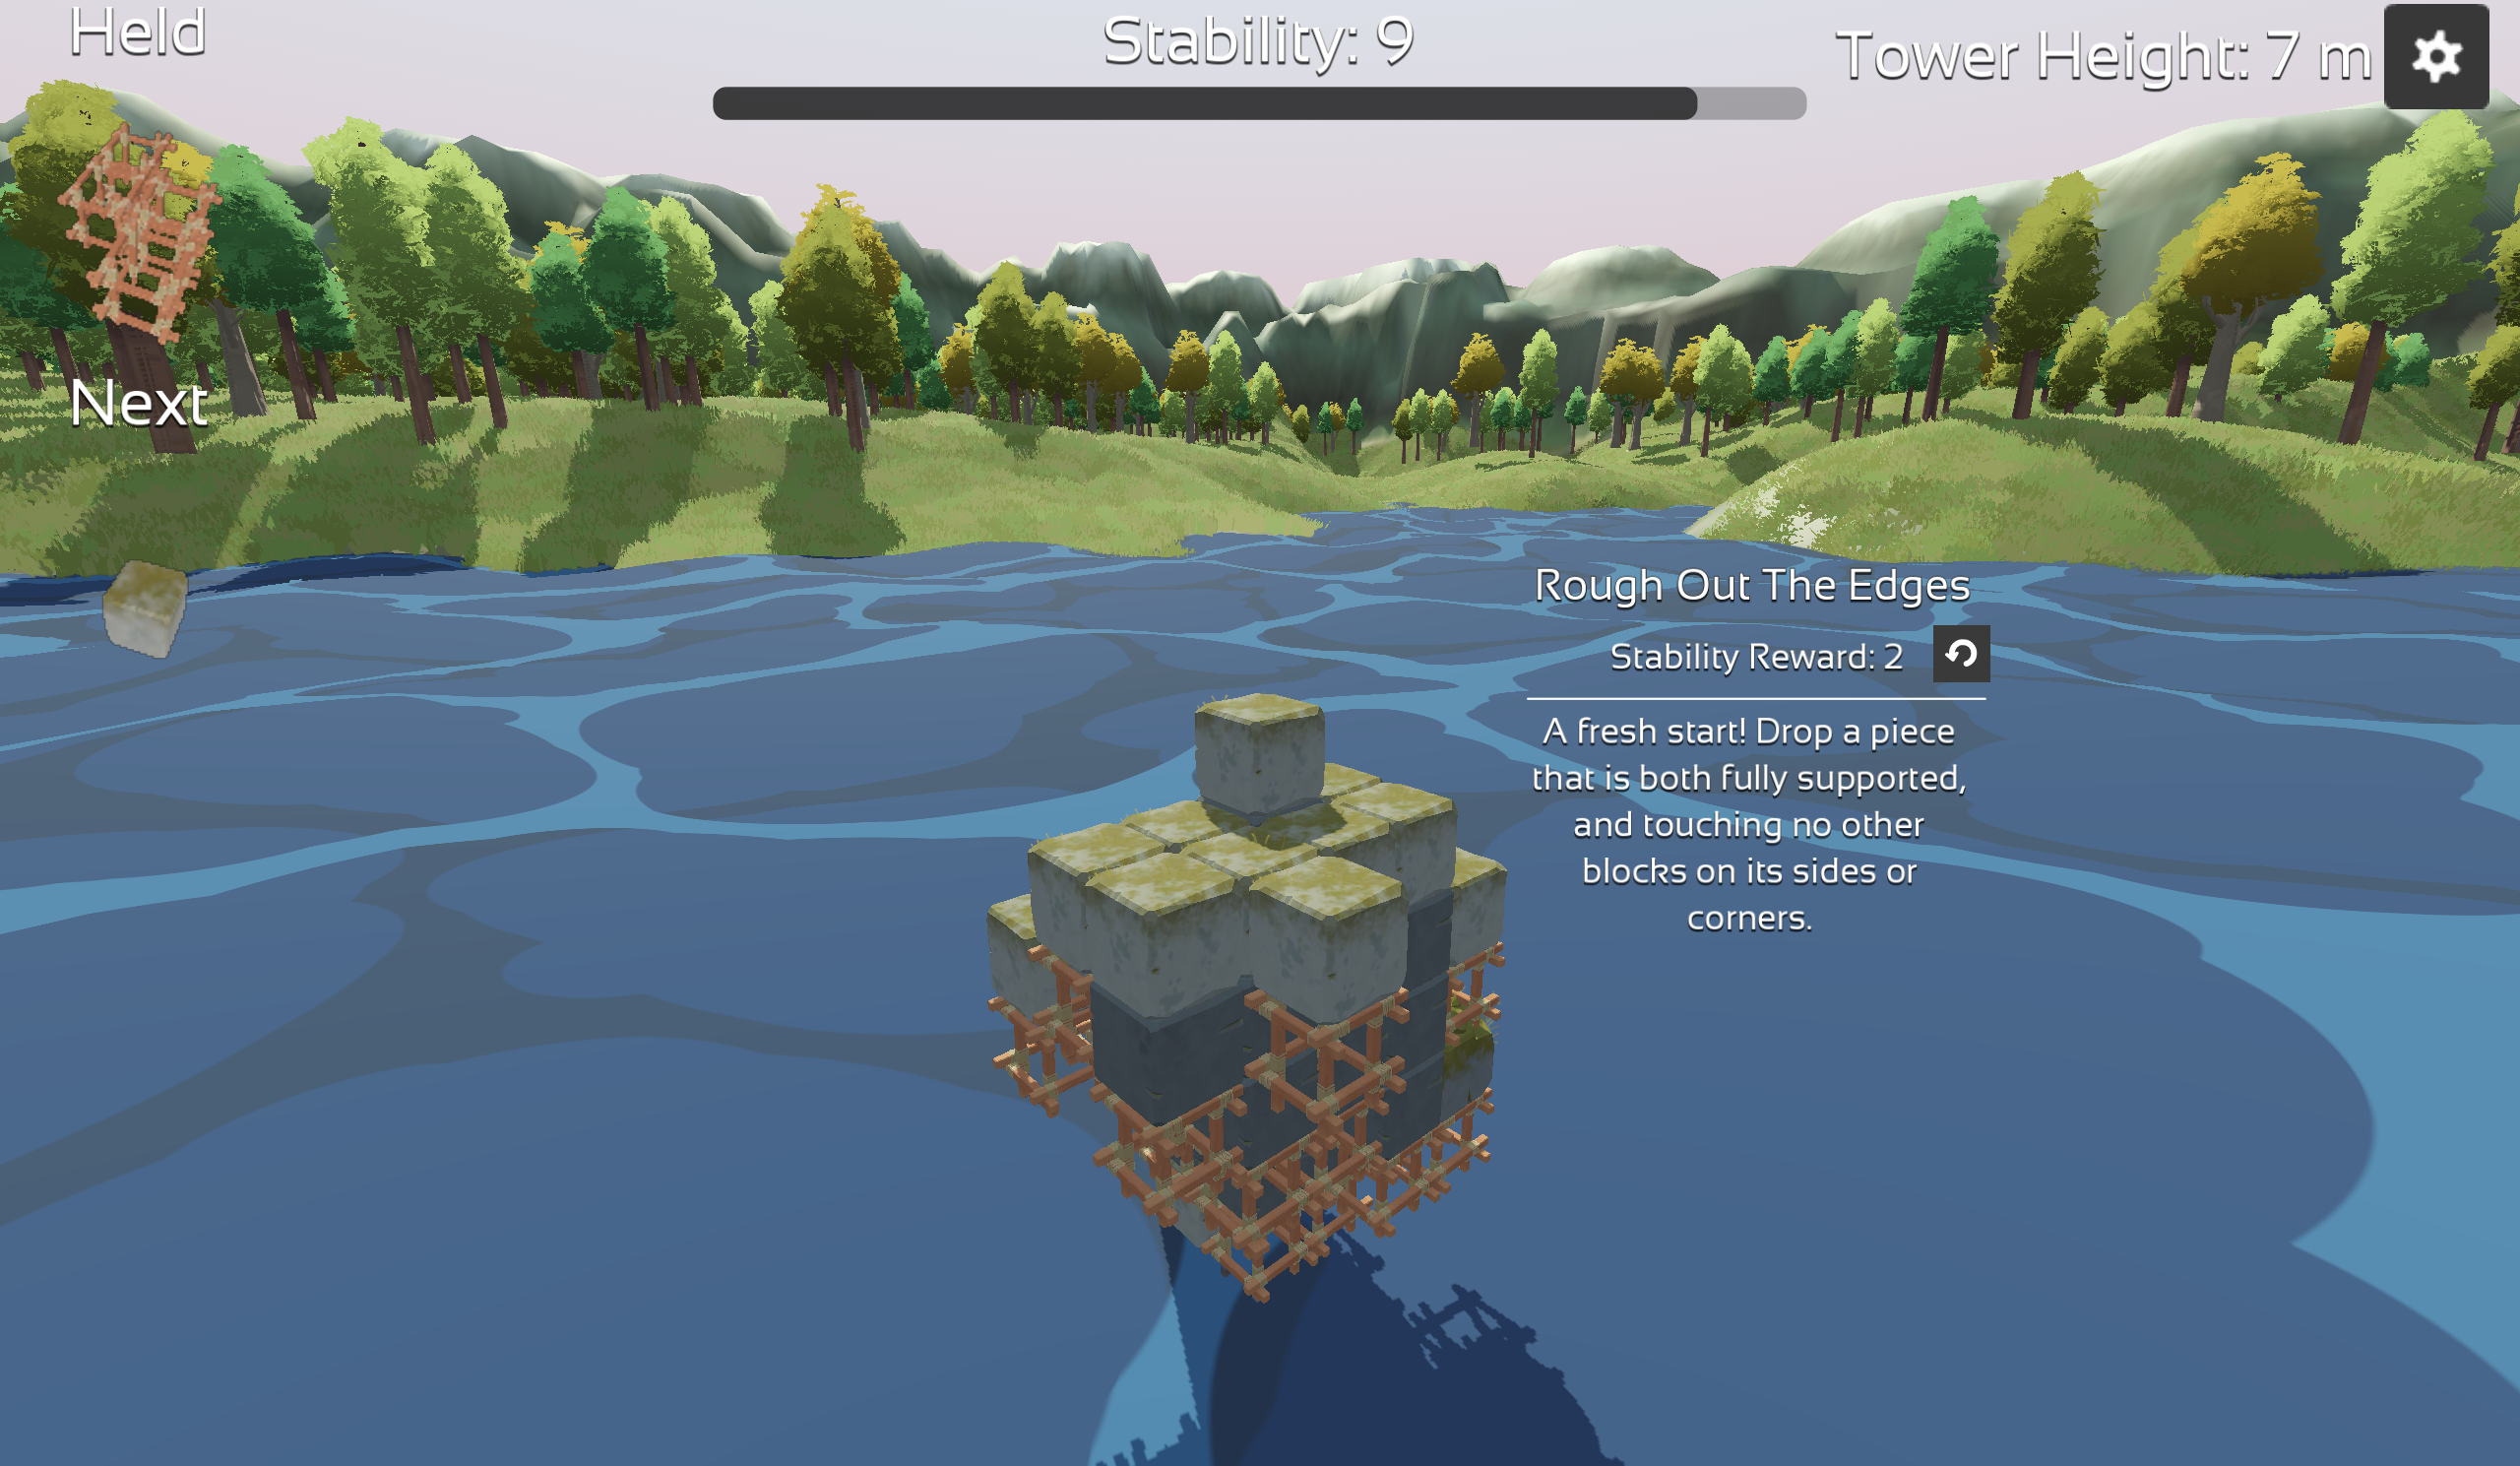 Held
Stability: 9
Tower Height: 7 m
Next
Rough Out The Edges
Stability Reward: 2
A fresh start! Drop a piece
that is both fully supported,
and touching no other
blocks on its sides or
corners.